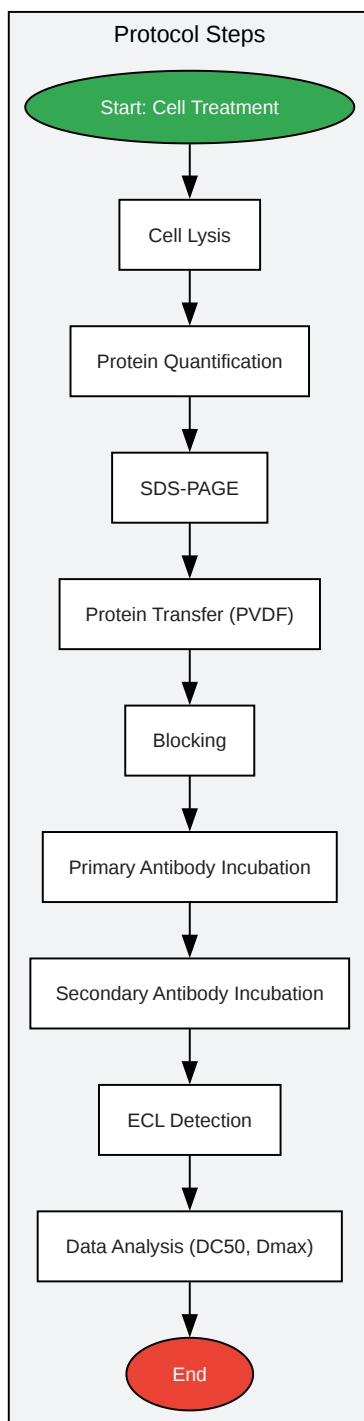 Protocol Steps
Start: Cell Treatment
Cell Lysis
Protein Quantification
SDS-PAGE
Protein Transfer (PVDF)
Blocking
Primary Antibody Incubation
Secondary Antibody Incubation
ECL Detection
Data Analysis (DC50, Dmax)
End